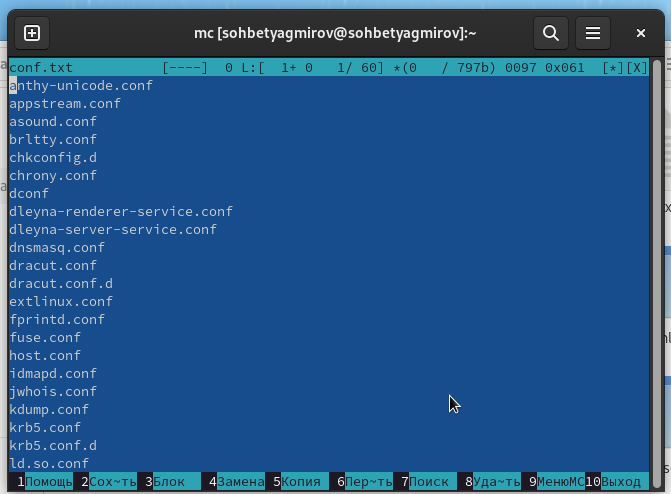 mc [sohbetyagmirov@sohbetyagmirov]:~
conf.txt [----] 0 L:[ 1+ 0 1/ 60] *(0 / 797b) 0097 0x061 [*][X]
anthy-unicode.conf
appstream.conf
asound.conf
brltty.conf
chkconfig.d
chrony.conf
dconf
dleyna-renderer-service.conf
dleyna-server-service.conf
dnsmasq.conf
dracut.conf
dracut.conf.d
extlinux.conf
fprintd.conf
fuse.conf
host.conf
idmapd.conf
jwhois.conf
kdump.conf
krb5.conf
krb5.conf.d
ld.so.conf
1Помощь 2Сох~ть 3Блок 4Замена 5Копия 6Пер~ть 7Поиск 8Уда~ть 9МенюMC 10Выход